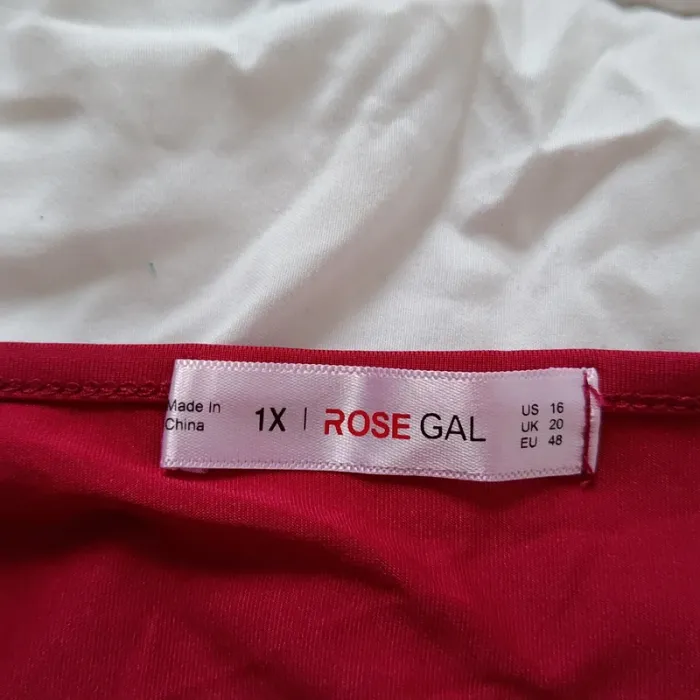 Made In
China
1X | ROSE GAL
US 16
UK 20
EU 48